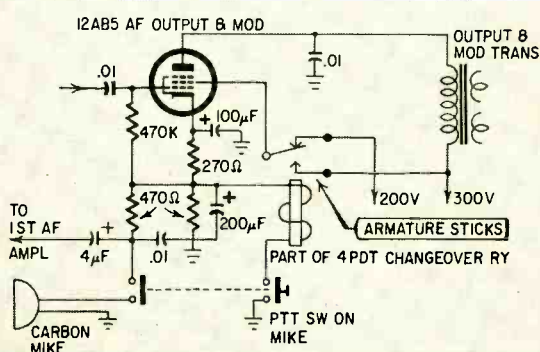 12AB5 AF OUTPUT & MOD
OUTPUT &
MOD TRANS
.01
.01
470K
+
100µF
270Ω
470Ω
+
200µF
200V
300V
ARMATURE STICKS
TO
1ST AF
AMPL
+
4µF
.01
PART OF 4PDT CHANGEOVER RY
CARBON
MIKE
PTT SW ON
MIKE